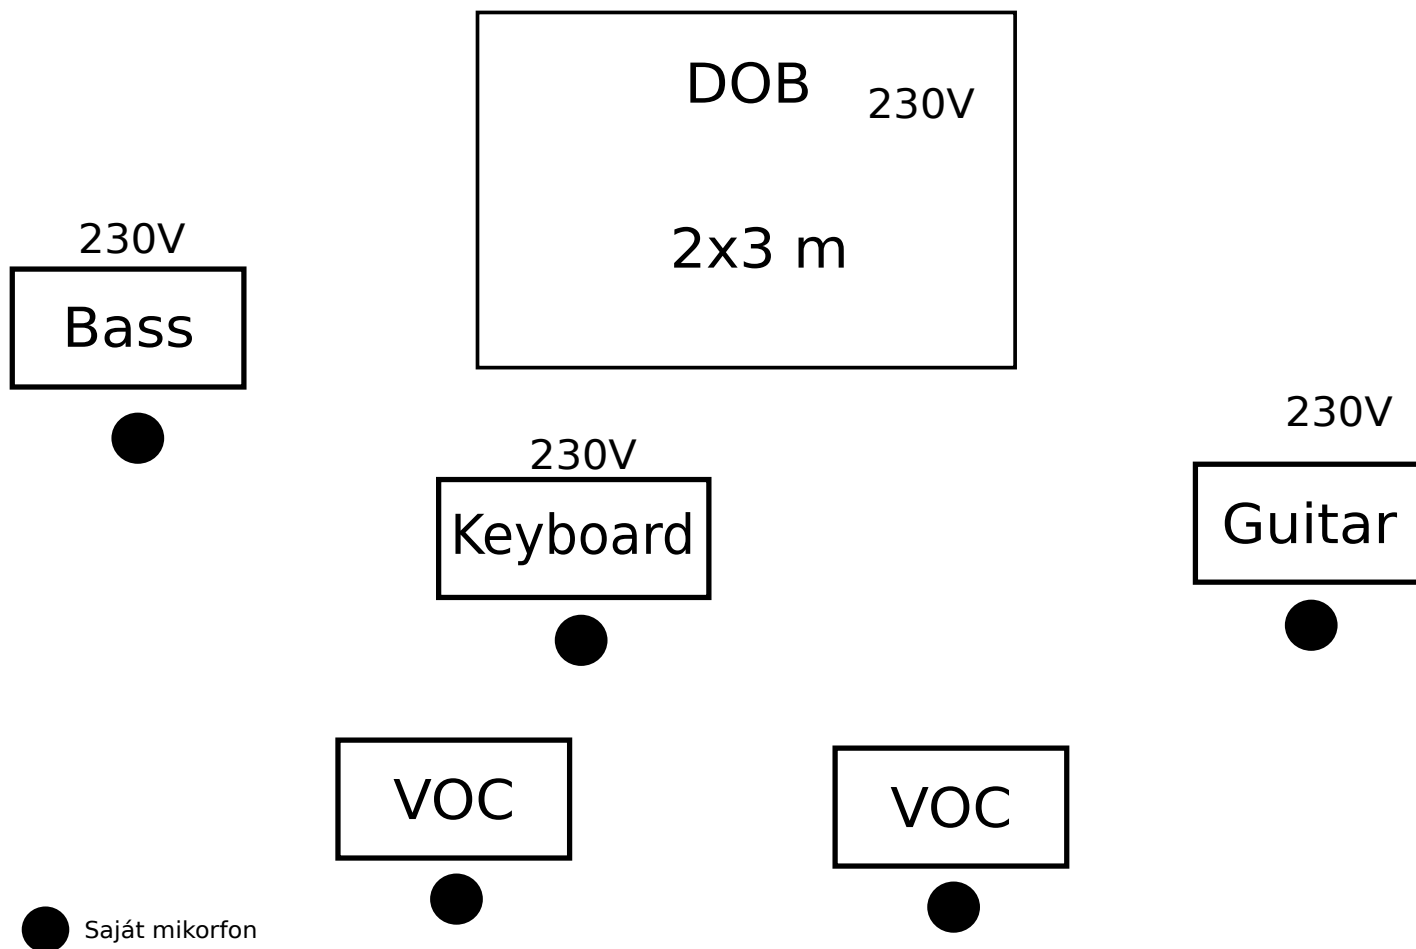 DOB
230V
2x3 m
230V
Bass
230V
Keyboard
230V
Guitar
VOC
VOC
Saját mikorfon